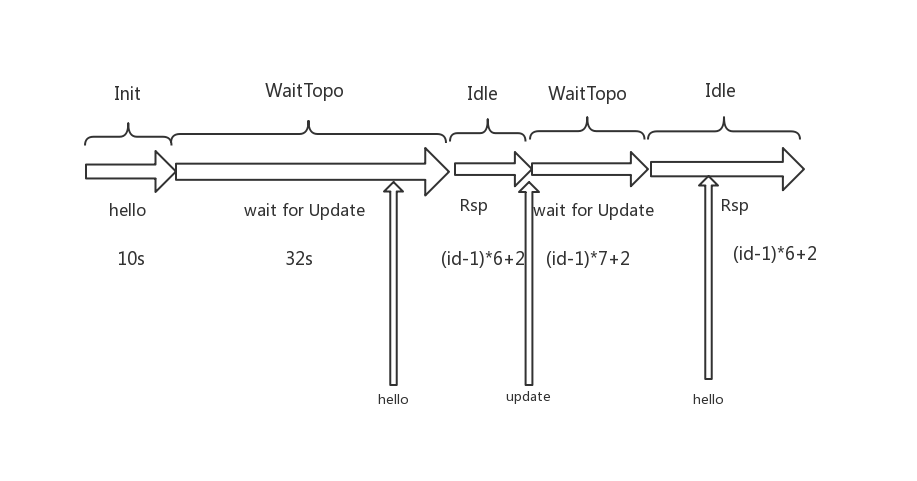 Init
WaitTopo
Idle
WaitTopo
Idle
hello
wait for Update
Rsp
wait for Update
Rsp
10s
32s
(id-1)*6+2
(id-1)*7+2
(id-1)*6+2
hello
update
hello